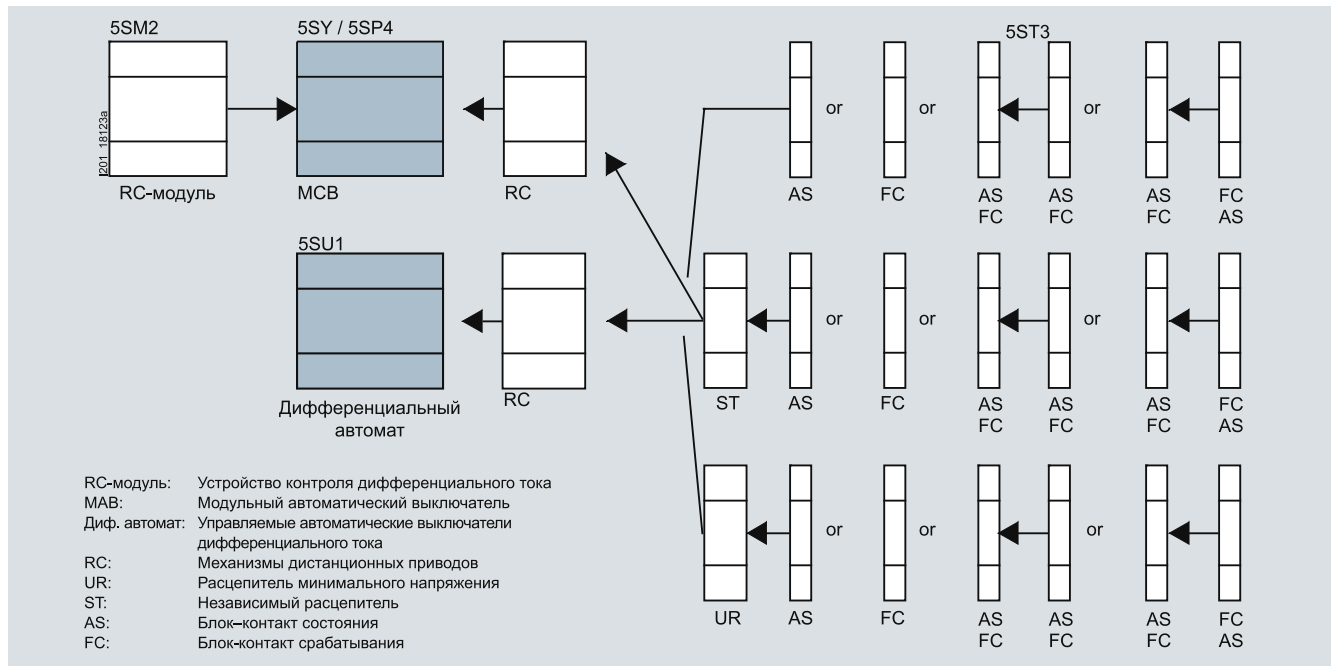 5SM2
5SY / 5SP4
5ST3
I201_18123a
or
or
or
RC-модуль
MCB
RC
AS
FC
AS
FC
AS
FC
AS
FC
FC
AS
5SU1
or
or
or
Дифференциальный
автомат
RC
ST
AS
FC
AS
FC
AS
FC
AS
FC
FC
AS
or
or
or
UR
AS
FC
AS
FC
AS
FC
AS
FC
FC
AS
RC-модуль: Устройство контроля дифференциального тока
МАВ: Модульный автоматический выключатель
Диф. автомат: Управляемые автоматические выключатели
дифференциального тока
RC: Механизмы дистанционных приводов
UR: Расцепитель минимального напряжения
ST: Независимый расцепитель
AS: Блок–контакт состояния
FC: Блок-контакт срабатывания